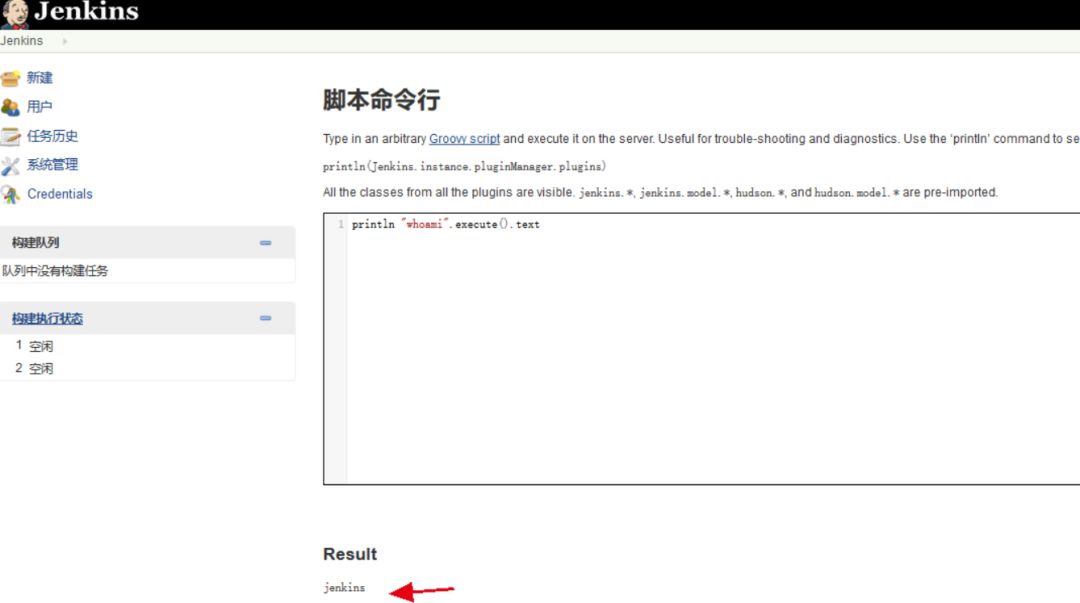 Jenkins
Jenkins
新建
用户
任务历史
系统管理
Credentials
构建队列
队列中没有构建任务
构建执行状态
1 空闲
2 空闲
脚本命令行
Type in an arbitrary Groovy script and execute it on the server. Useful for trouble-shooting and diagnostics. Use the 'println' command to se
println(Jenkins.instance.pluginManager.plugins)
All the classes from all the plugins are visible. jenkins.*, jenkins.model.*, hudson.*, and hudson.model.* are pre-imported.
1 println "whoami".execute().text
Result
jenkins